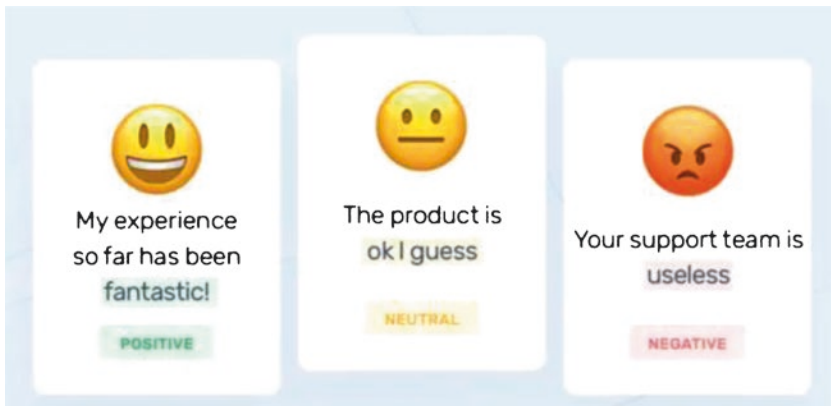 My experience
so far has been
fantastic!
POSITIVE
The product is
ok I guess
NEUTRAL
Your support team is
useless
NEGATIVE